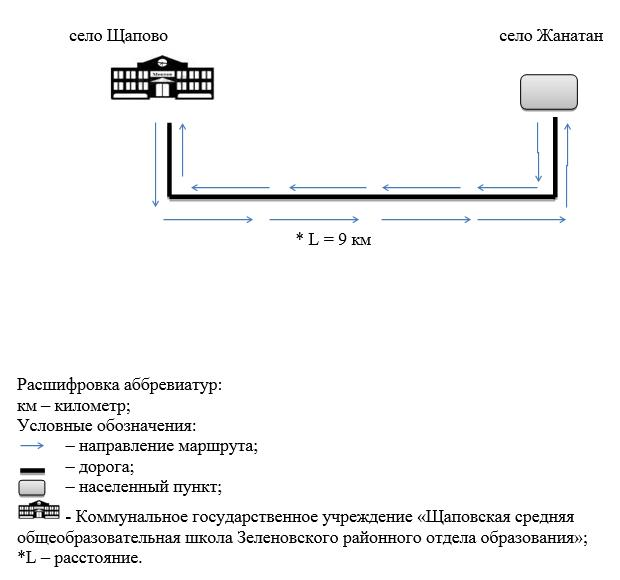 село Щапово
село Жанатан
* L = 9 км
Расшифровка аббревиатур:
км – километр;
Условные обозначения:
– направление маршрута;
– дорога;
– населенный пункт;
- Коммунальное государственное учреждение «Щаповская средняя
общеобразовательная школа Зеленовского районного отдела образования»;
*L – расстояние.